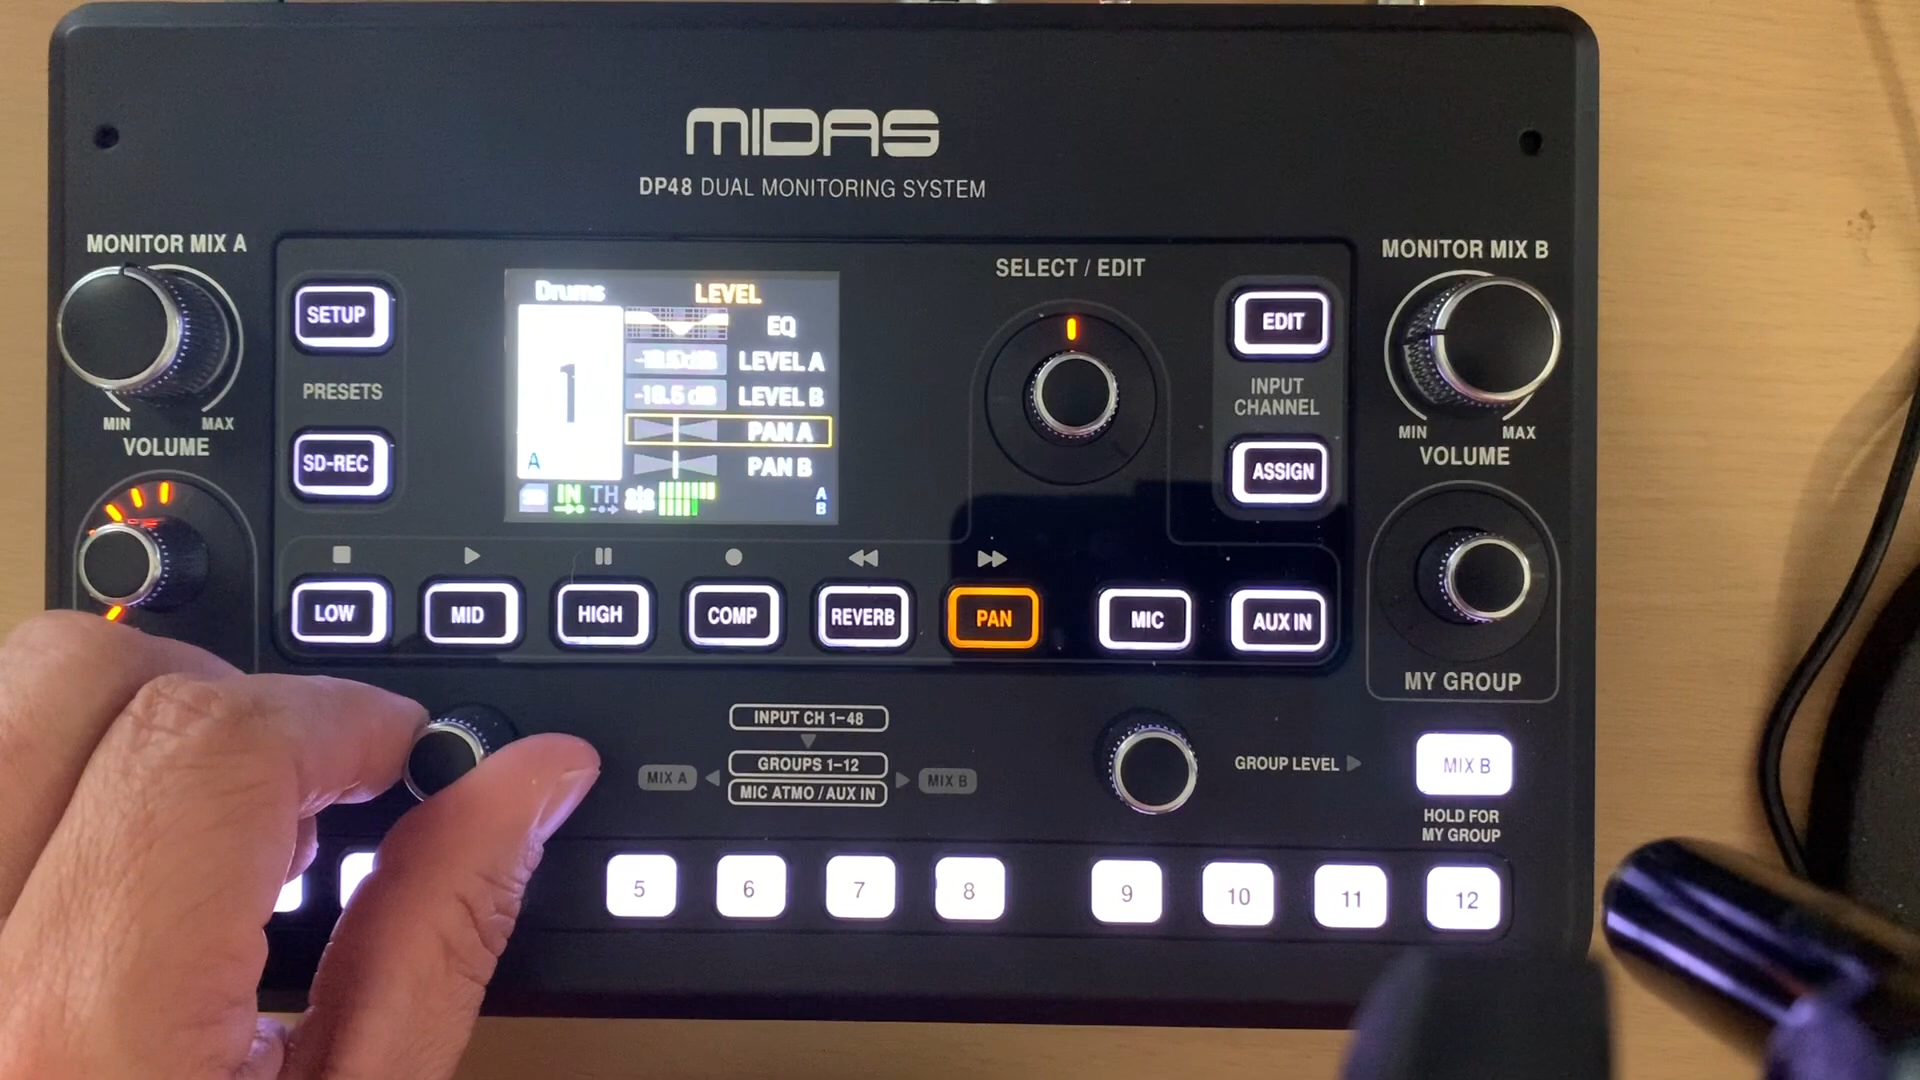 MIDAS
DP48 DUAL MONITORING SYSTEM
MONITOR MIX A
MIN MAX
VOLUME
SETUP
PRESETS
SD-REC
Drums LEVEL
1
A
EQ
LEVEL A
-18.5 dB LEVEL B
PAN A
PAN B
IN TH
A
B
SELECT / EDIT
EDIT
INPUT
CHANNEL
ASSIGN
MONITOR MIX B
MIN MAX
VOLUME
MY GROUP
LOW MID HIGH COMP REVERB PAN MIC AUX IN
INPUT CH 1-48
GROUPS 1-12
MIX A MIX B
MIC ATMO / AUX IN
GROUP LEVEL
MIX B
HOLD FOR
MY GROUP
5 6 7 8 9 10 11 12